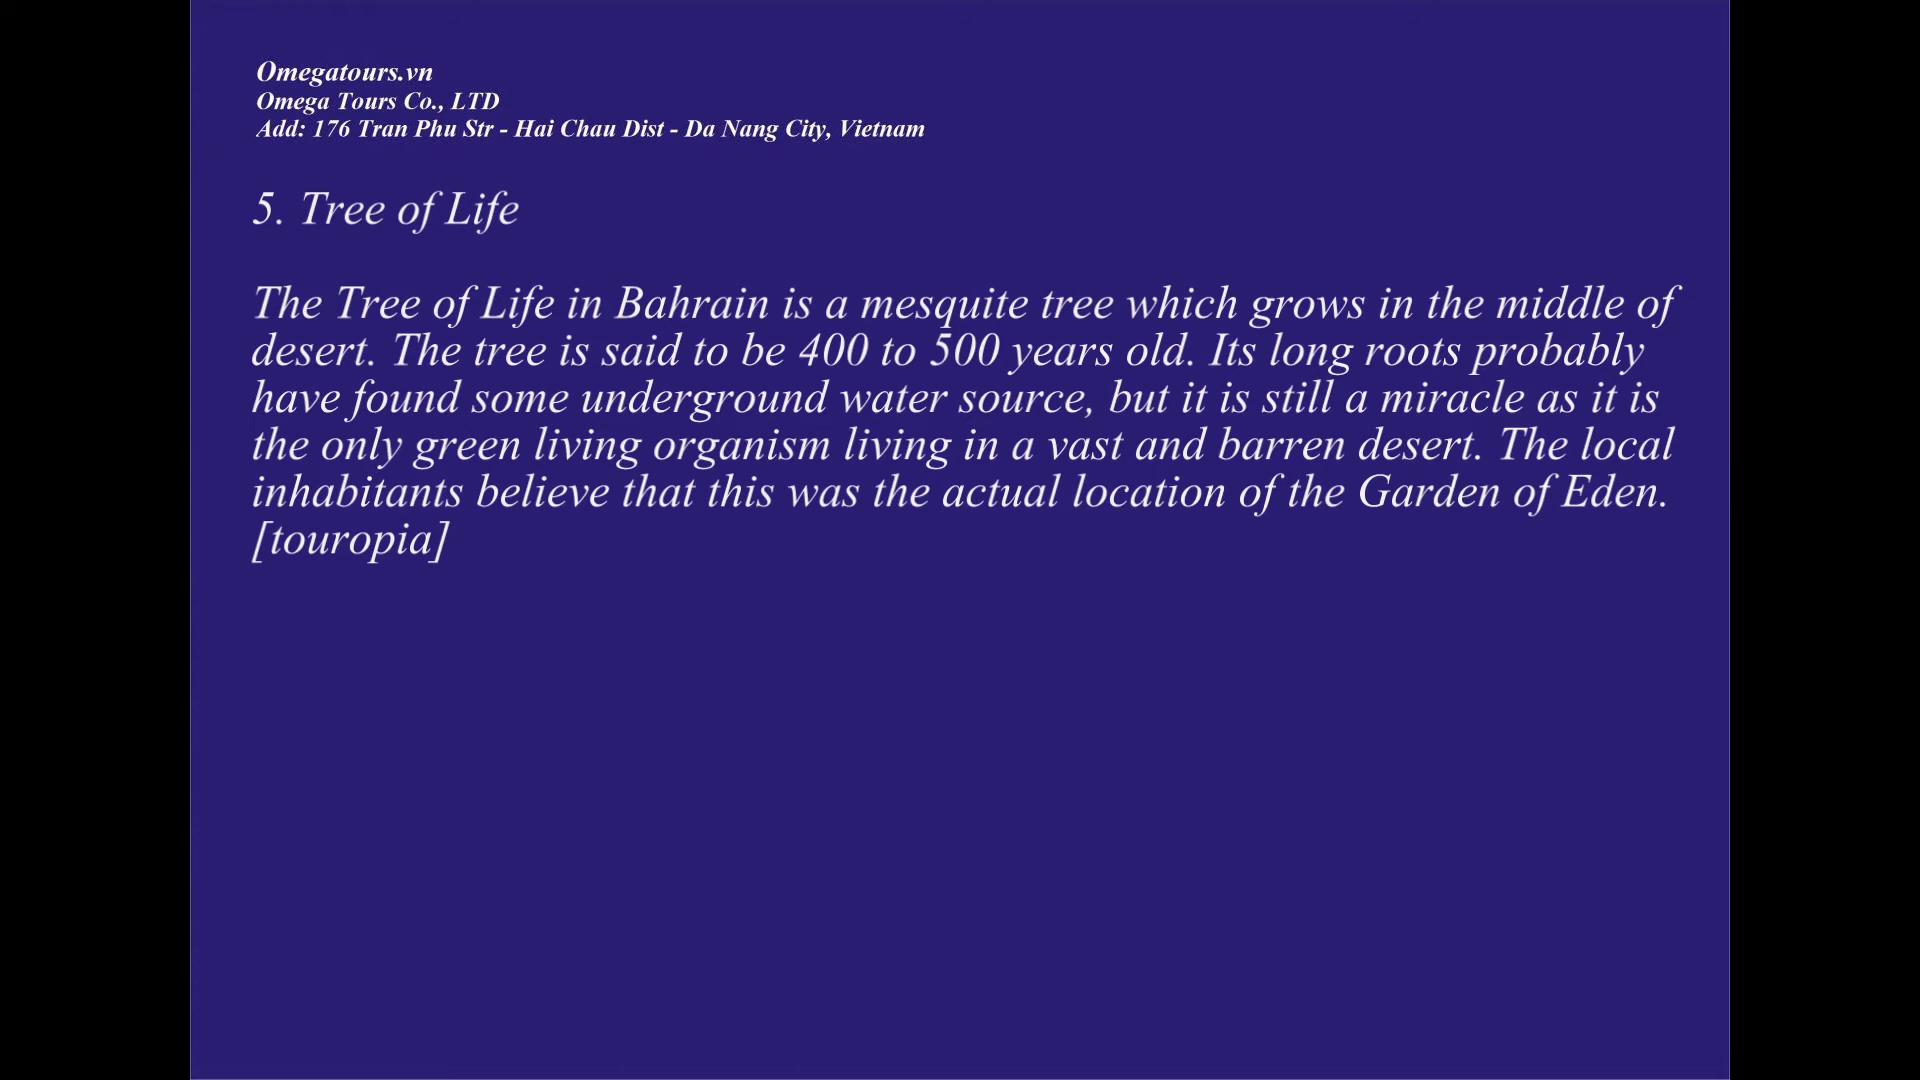 Omegatours.vn
Omega Tours Co., LTD
Add: 176 Tran Phu Str - Hai Chau Dist - Da Nang City, Vietnam
5. Tree of Life
The Tree of Life in Bahrain is a mesquite tree which grows in the middle of
desert. The tree is said to be 400 to 500 years old. Its long roots probably
have found some underground water source, but it is still a miracle as it is
the only green living organism living in a vast and barren desert. The local
inhabitants believe that this was the actual location of the Garden of Eden.
[touropia]